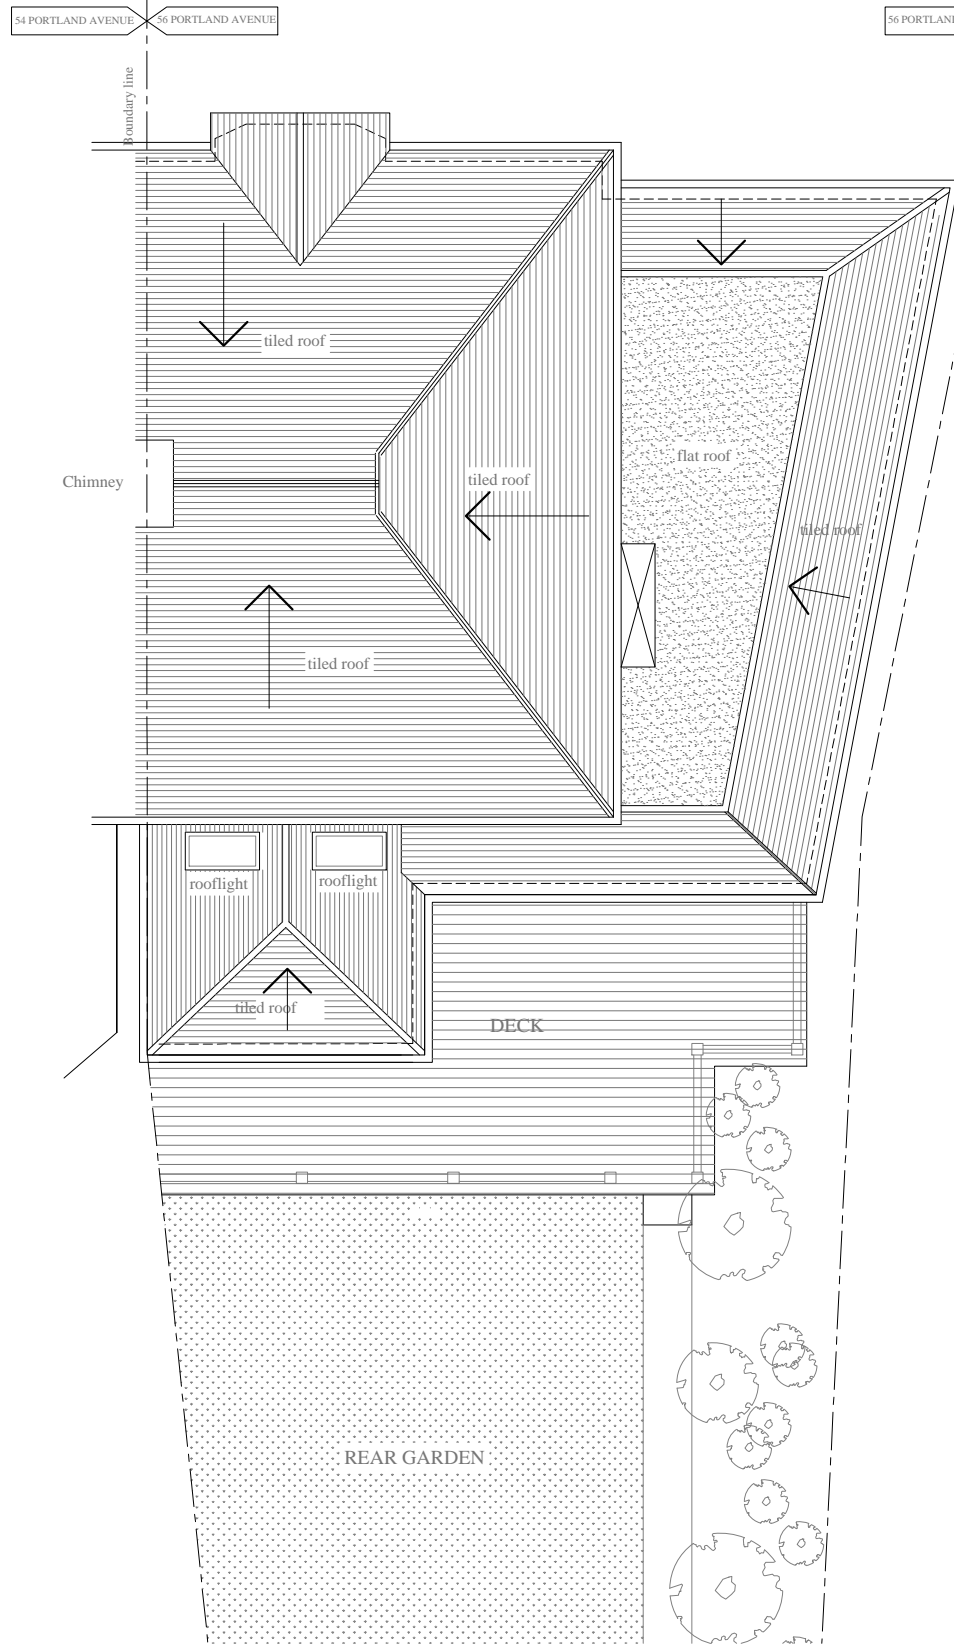 54 PORTLAND AVENUE
56 PORTLAND AVENUE
56 PORTLAND
Boundary line
tiled roof
flat roof
Chimney
tiled roof
tiled roof
tiled roof
rooflight
rooflight
tiled roof
DECK
REAR GARDEN